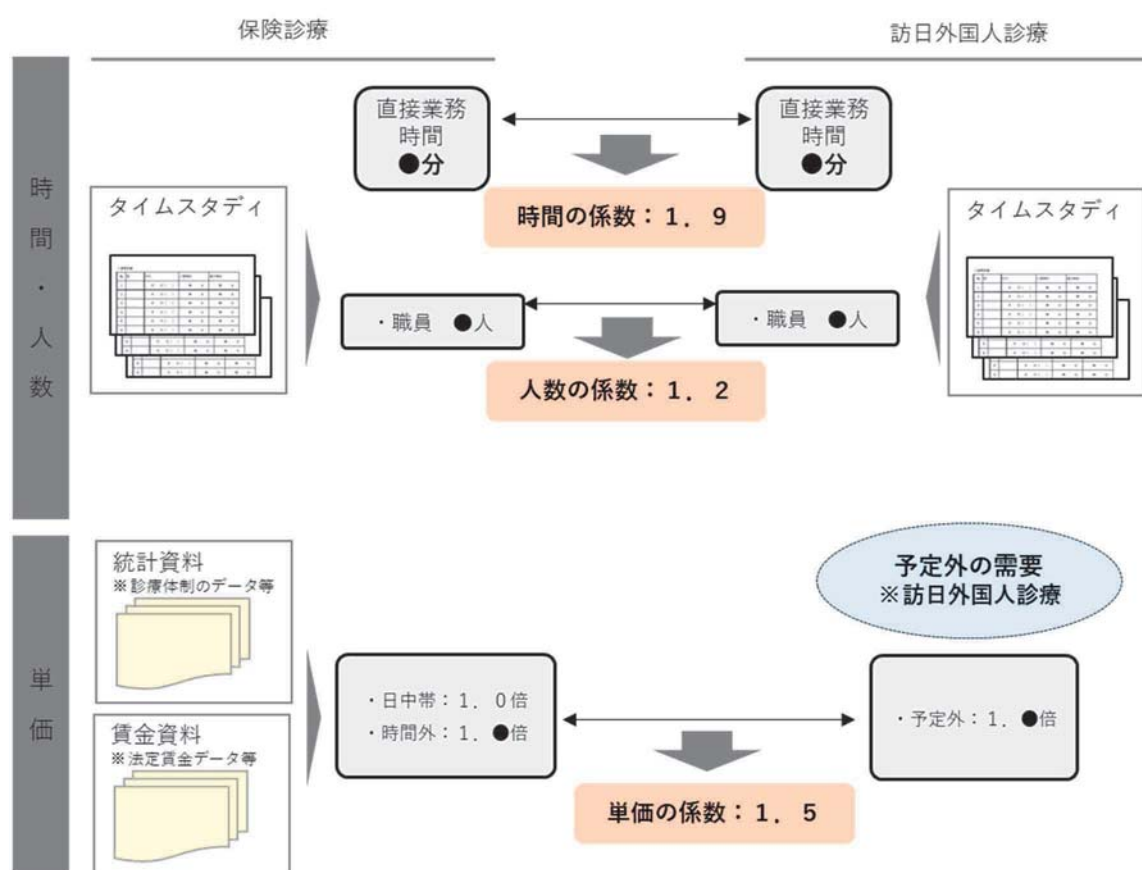 保険診療
訪日外国人診療
時間・人数
直接業務
時間
●分
直接業務
時間
●分
時間の係数：１．９
タイムスタディ
タイムスタディ
・職員　●人
・職員　●人
人数の係数：１．２
単価
統計資料
※診療体制のデータ等
予定外の需要
※訪日外国人診療
・日中帯：１．０倍
・時間外：１．●倍
・予定外：１．●倍
賃金資料
※法定賃金データ等
単価の係数：１．５